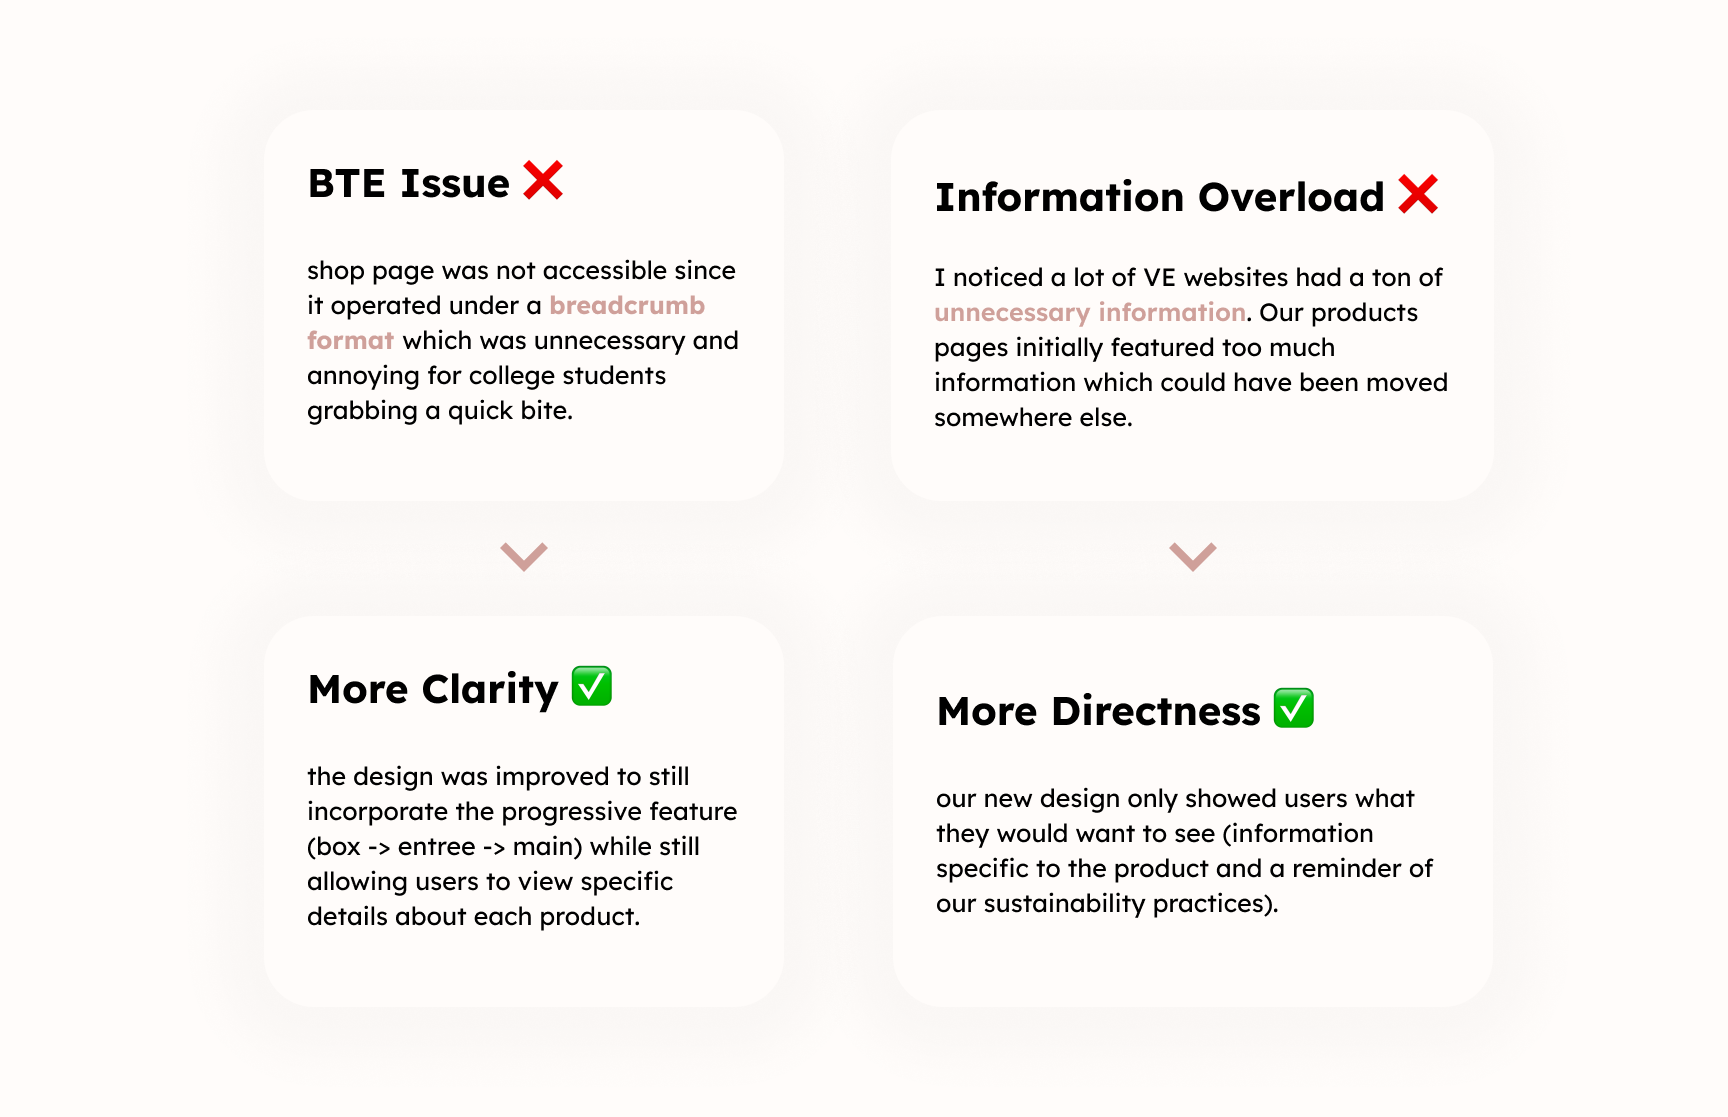 BTE Issue ❌
shop page was not accessible since
it operated under a breadcrumb
format which was unnecessary and
annoying for college students
grabbing a quick bite.
Information Overload ❌
I noticed a lot of VE websites had a ton of
unnecessary information. Our products
pages initially featured too much
information which could have been moved
somewhere else.
More Clarity ✅
the design was improved to still
incorporate the progressive feature
(box -> entree -> main) while still
allowing users to view specific
details about each product.
More Directness ✅
our new design only showed users what
they would want to see (information
specific to the product and a reminder of
our sustainability practices).